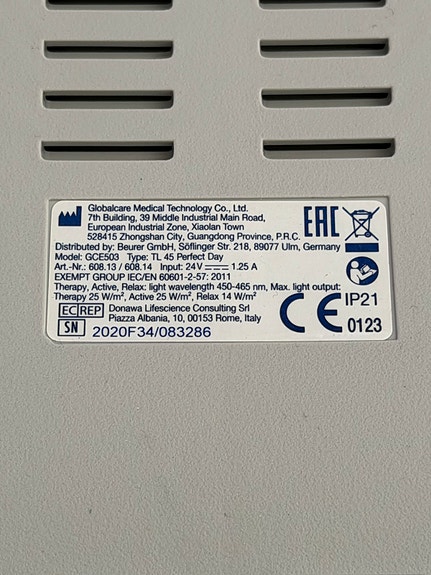 Globalcare Medical Technology Co., Ltd.
7th Building, 39 Middle Industrial Main Road,
European Industrial Zone, Xiaolan Town
528415 Zhongshan City, Guangdong Province, P.R.C.
EAC
Distributed by: Beurer GmbH, Söflinger Str. 218, 89077 Ulm, Germany
Model: GCE503 Type: TL 45 Perfect Day
Art.-Nr.: 608.13 / 608.14 Input: 24V ⎓ 1.25 A
EXEMPT GROUP IEC/EN 60601-2-57: 2011
Therapy, Active, Relax: light wavelength 450-465 nm, Max. light output:
Therapy 25 W/m², Active 25 W/m², Relax 14 W/m²
EC REP Donawa Lifescience Consulting Srl
Piazza Albania, 10, 00153 Rome, Italy
SN 2020F34/083286
CE 0123
IP21